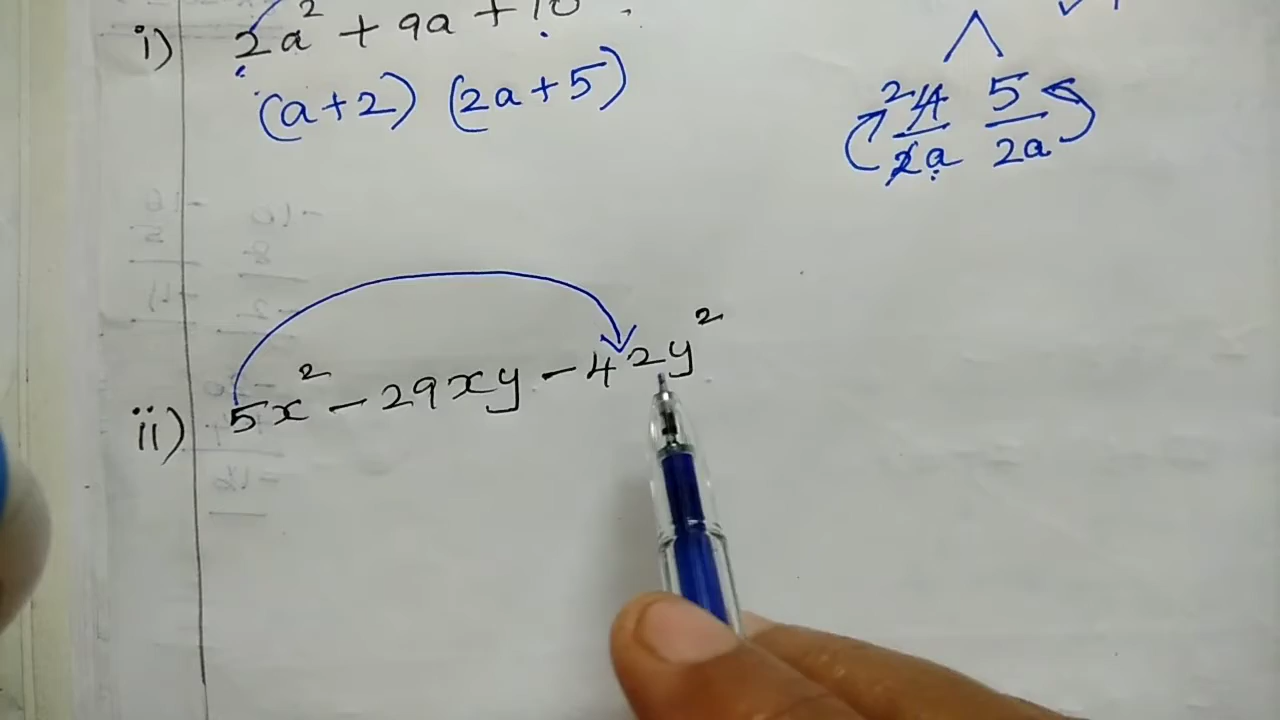 i) 2a² + 9a + 10
(a+2) (2a+5)
2 4 5
2a 2a
ii) 5x² - 29xy - 42y²